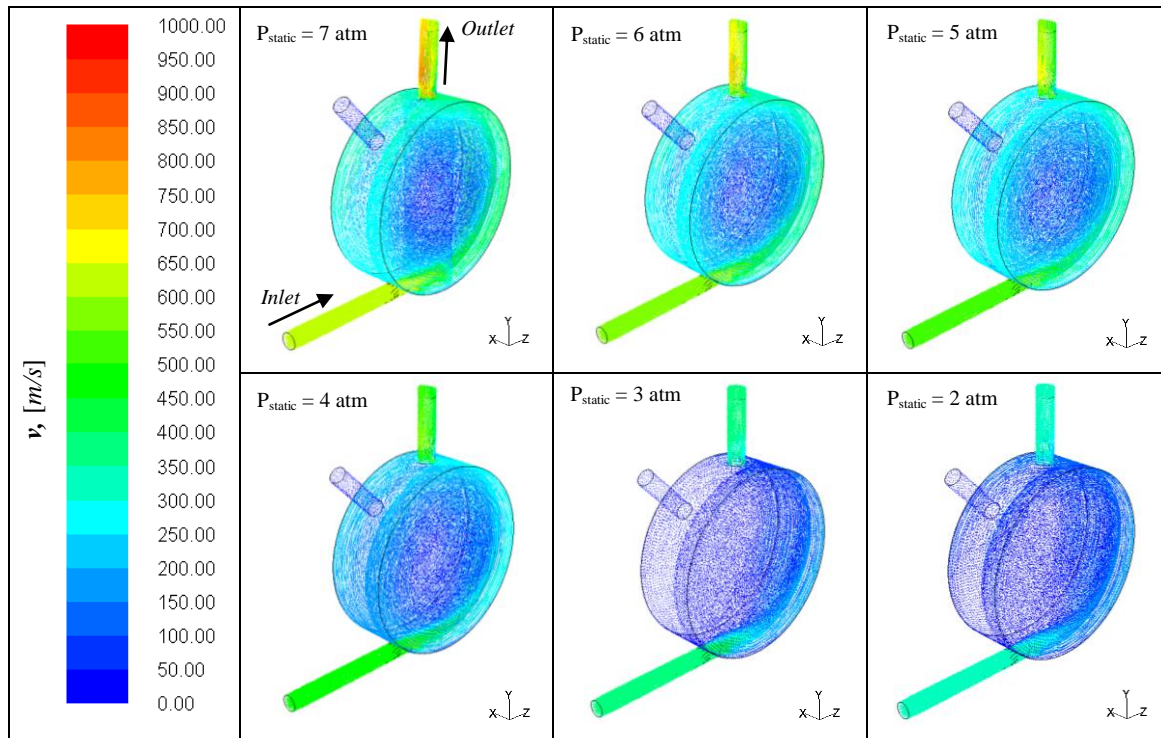 v, [m/s]
1000.00
950.00
900.00
850.00
800.00
750.00
700.00
650.00
600.00
550.00
500.00
450.00
400.00
350.00
300.00
250.00
200.00
150.00
100.00
50.00
0.00
Pstatic = 7 atm
Outlet
Inlet
Y
X Z
Pstatic = 6 atm
Y
X Z
Pstatic = 5 atm
Y
X Z
Pstatic = 4 atm
Y
X Z
Pstatic = 3 atm
Y
X Z
Pstatic = 2 atm
Y
X Z